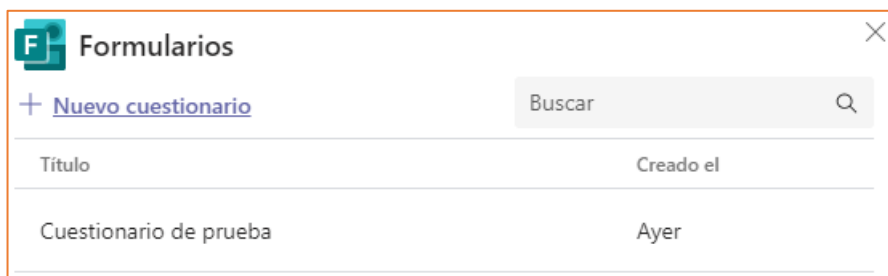 F Formularios
+ Nuevo cuestionario Buscar
Título Creado el
Cuestionario de prueba Ayer